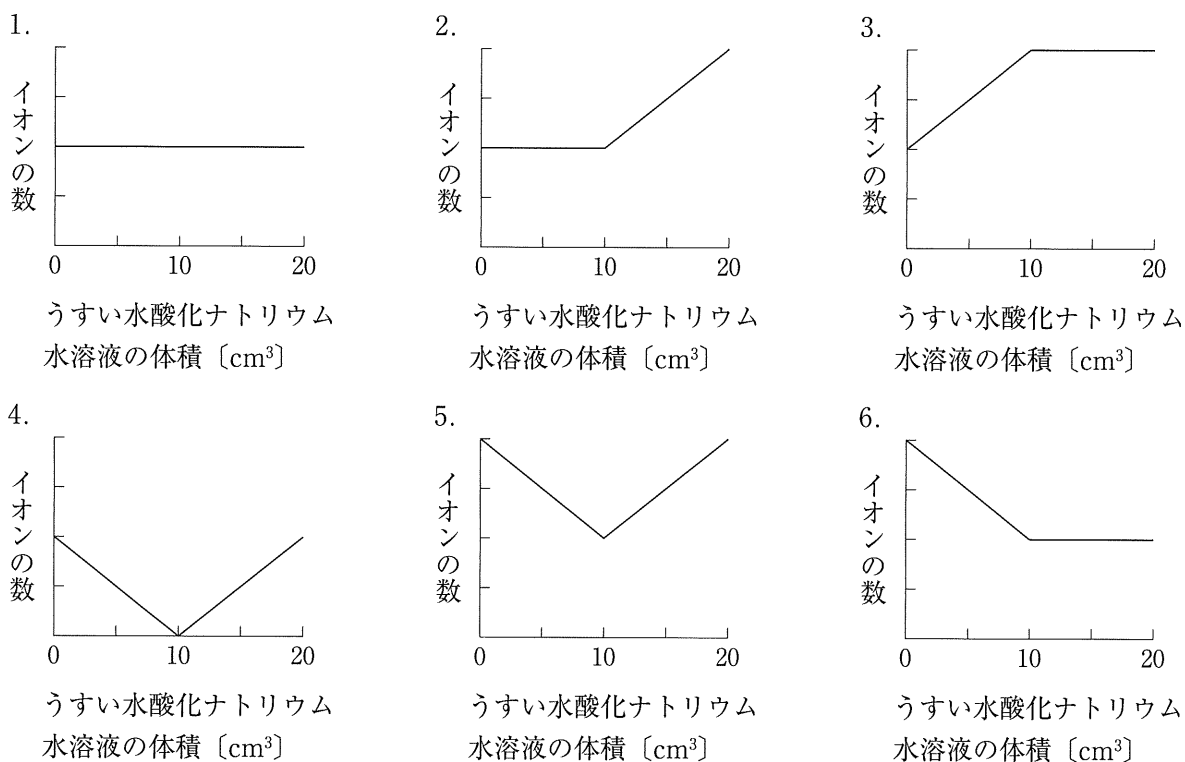 1.
イオンの数
0 10 20
うすい水酸化ナトリウム
水溶液の体積〔cm³〕
2.
イオンの数
0 10 20
うすい水酸化ナトリウム
水溶液の体積〔cm³〕
3.
イオンの数
0 10 20
うすい水酸化ナトリウム
水溶液の体積〔cm³〕
4.
イオンの数
0 10 20
うすい水酸化ナトリウム
水溶液の体積〔cm³〕
5.
イオンの数
0 10 20
うすい水酸化ナトリウム
水溶液の体積〔cm³〕
6.
イオンの数
0 10 20
うすい水酸化ナトリウム
水溶液の体積〔cm³〕